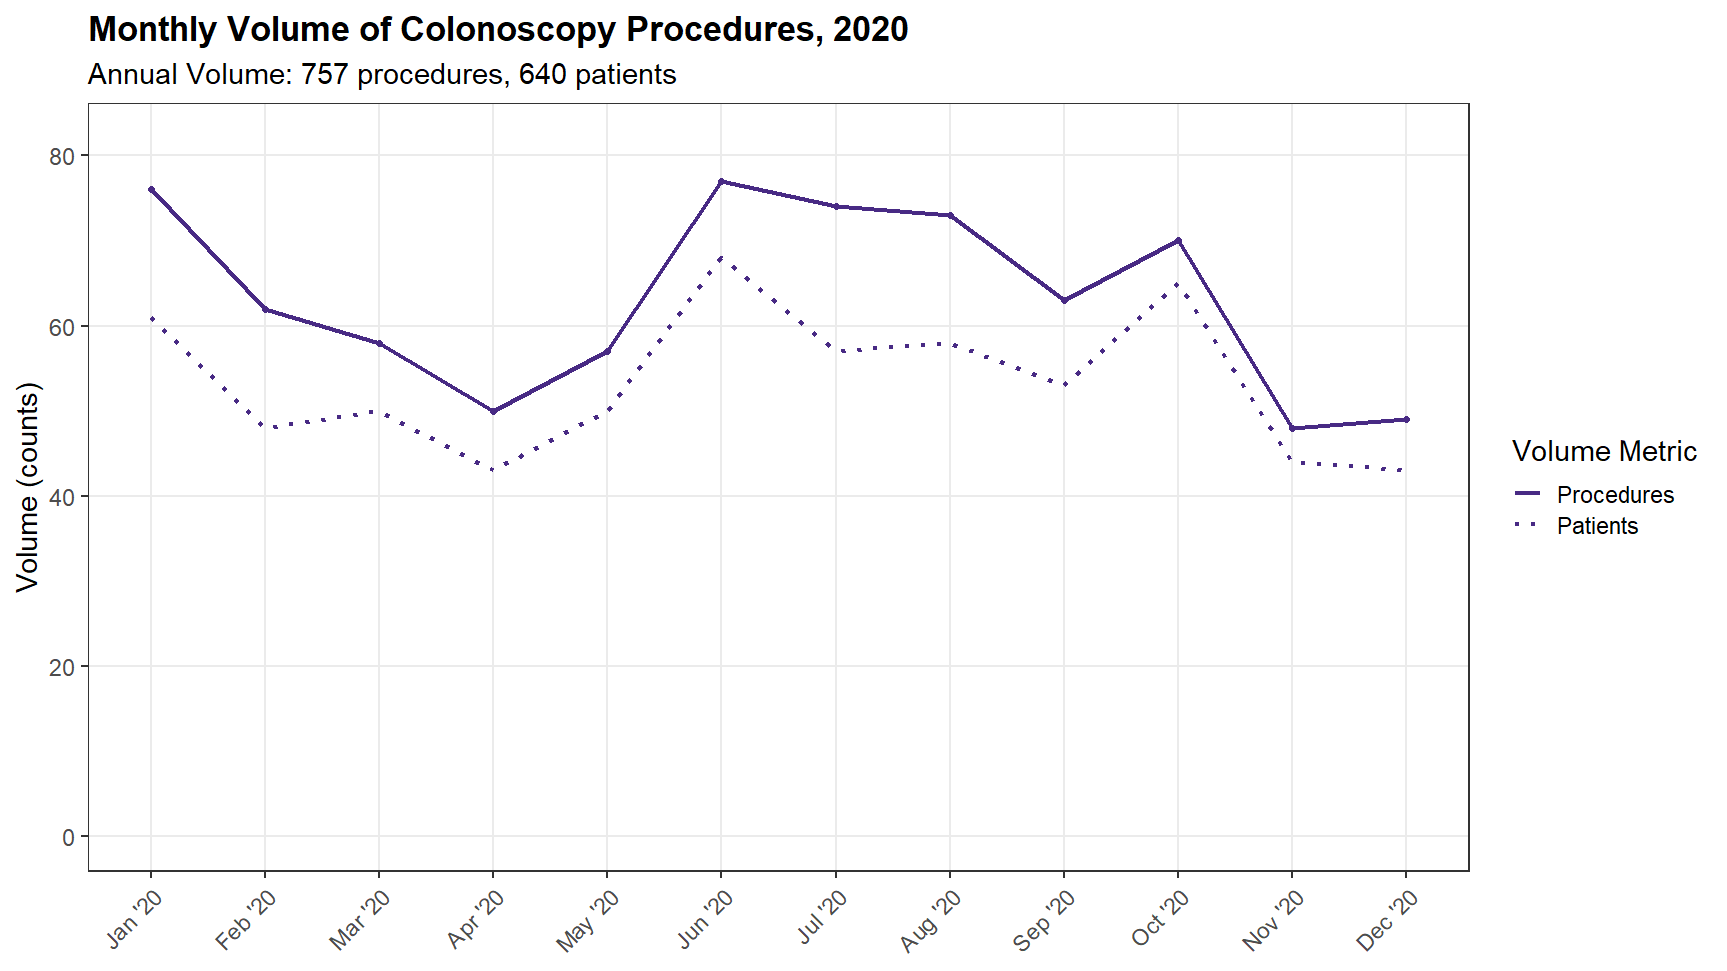 Monthly Volume of Colonoscopy Procedures, 2020
Annual Volume: 757 procedures, 640 patients
Volume (counts)
80
60
40
20
0
Jan '20
Feb '20
Mar '20
Apr '20
May '20
Jun '20
Jul '20
Aug '20
Sep '20
Oct '20
Nov '20
Dec '20
Volume Metric
Procedures
Patients